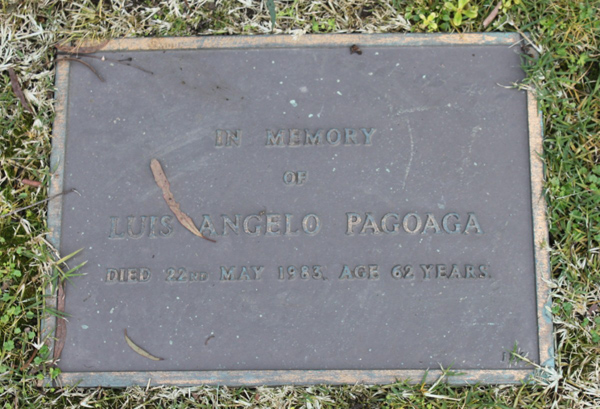 IN MEMORY
OF
LUIS ANGELO PAGOAGA
DIED 22ND MAY 1983. AGE 62 YEARS.